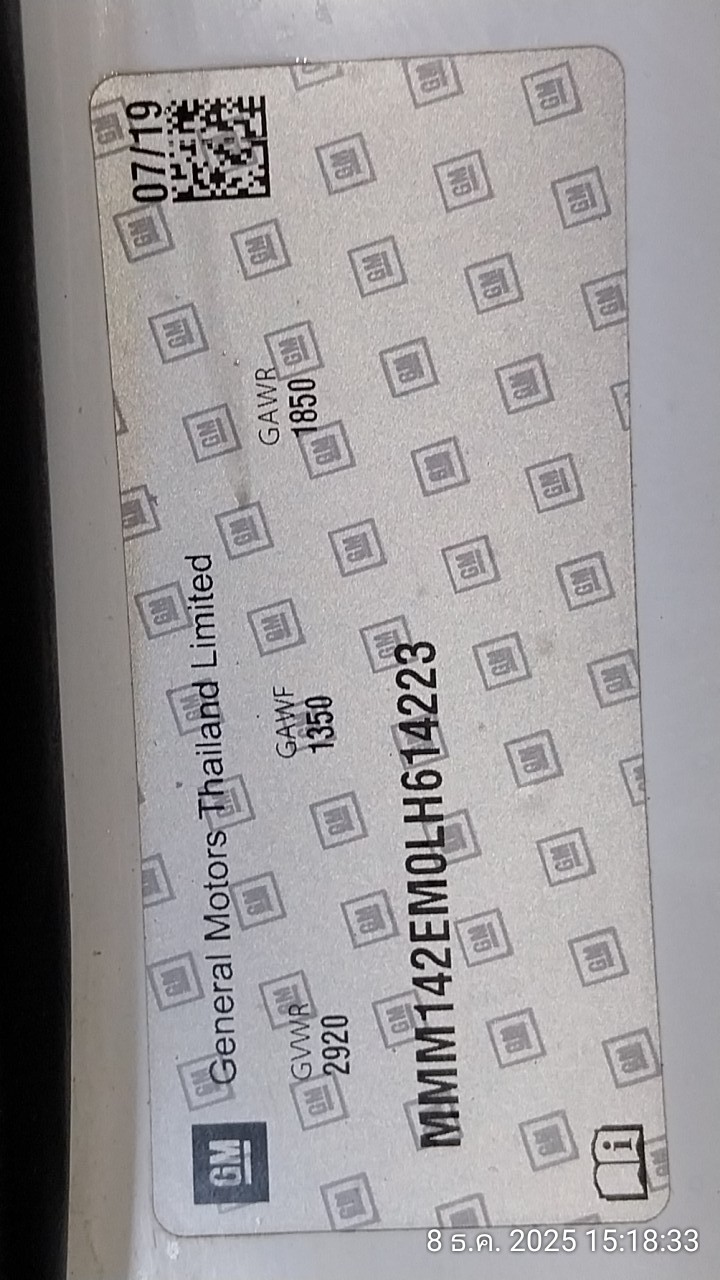 07/19
General Motors Thailand Limited
GVWR GAWF GAWR
2920 1350 1850
MMM142EM0LH614223
GM
8 ธ.ค. 2025 15:18:33